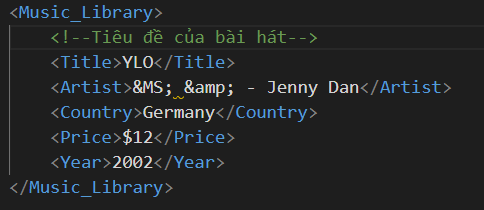 <Music_Library>
<!--Tiêu đề của bài hát-->
<Title>YLO</Title>
<Artist>&MS; &amp; - Jenny Dan</Artist>
<Country>Germany</Country>
<Price>$12</Price>
<Year>2002</Year>
</Music_Library>